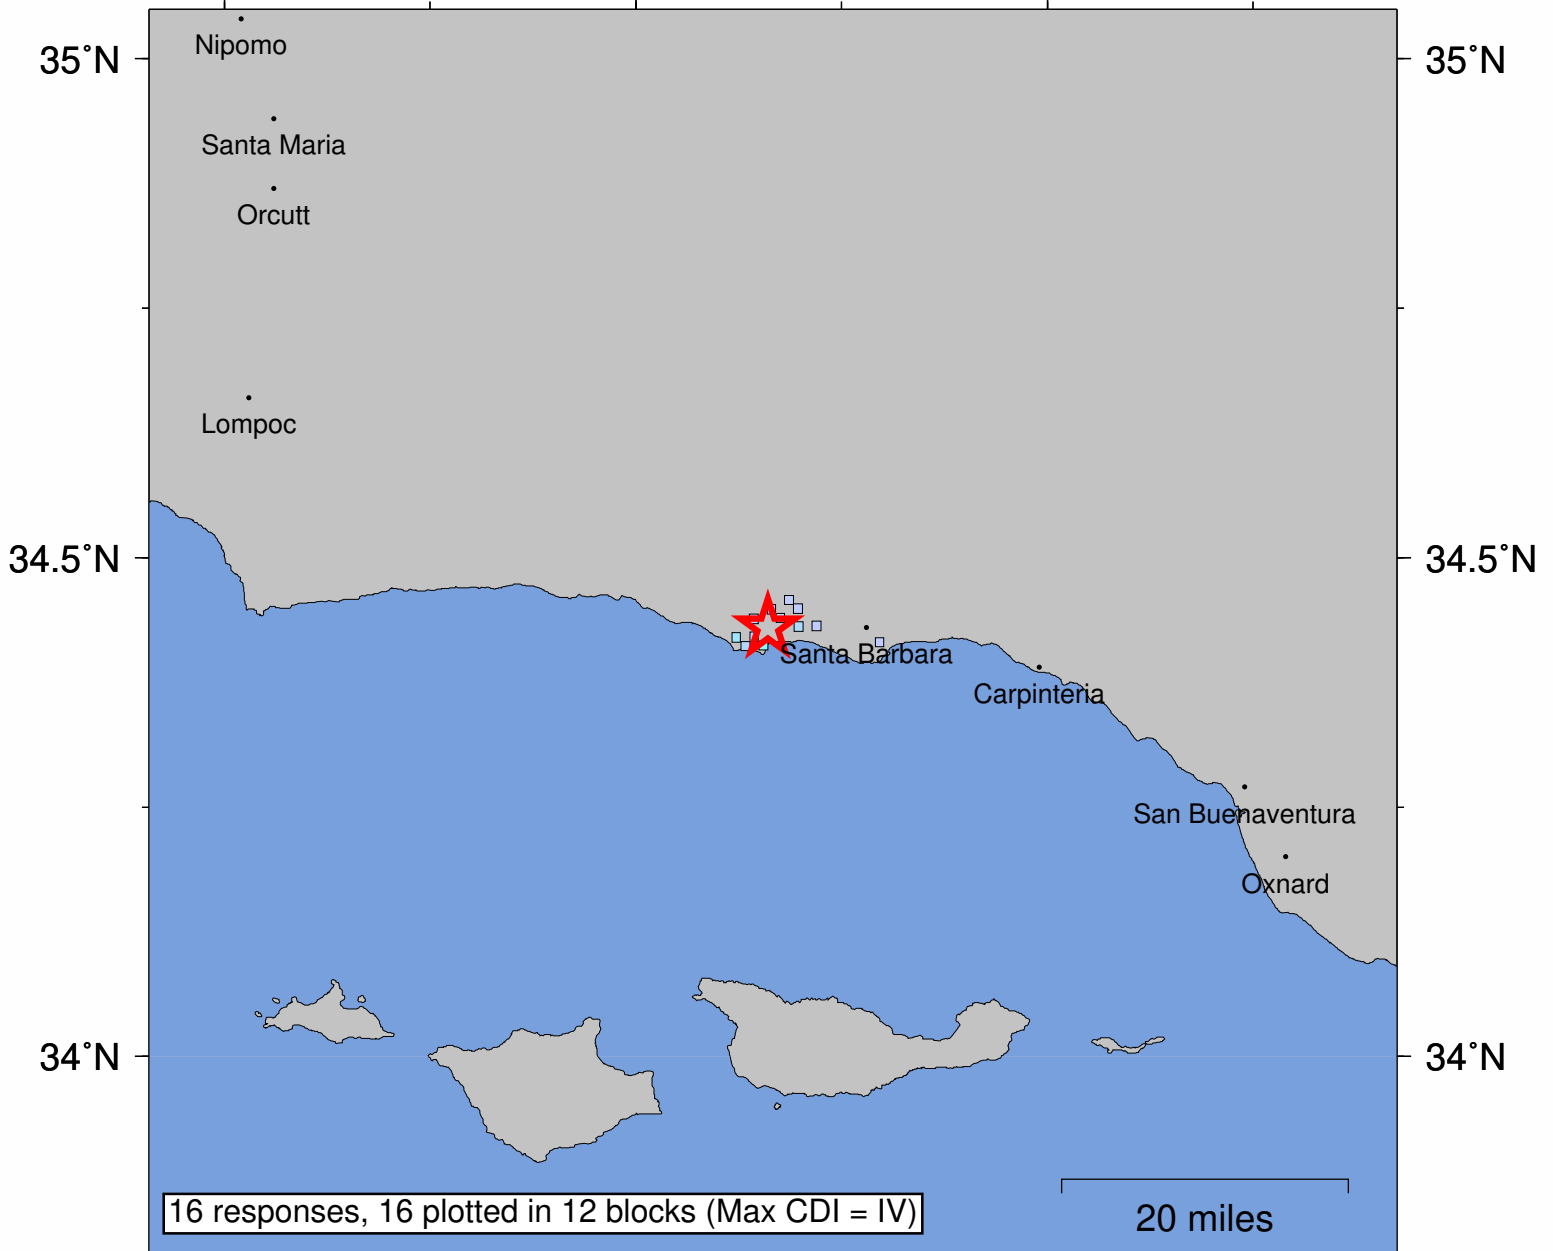 Nipomo
35˚N
35˚N
Santa Maria
Orcutt
Lompoc
34.5˚N
34.5˚N
Santa Barbara
Carpinteria
San Buenaventura
Oxnard
34˚N
34˚N
16 responses, 16 plotted in 12 blocks (Max CDI = IV)
20 miles